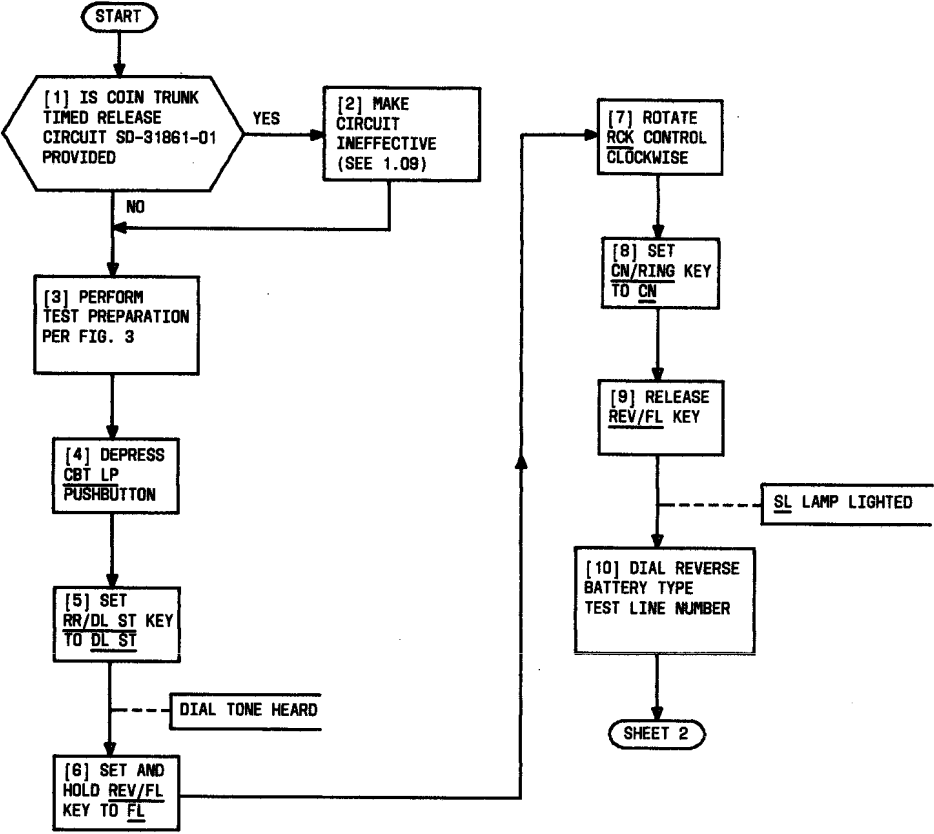 START
[1] IS COIN TRUNK
TIMED RELEASE
CIRCUIT SD-31861-01
PROVIDED
YES
NO
[2] MAKE
CIRCUIT
INEFFECTIVE
(SEE 1.09)
[3] PERFORM
TEST PREPARATION
PER FIG. 3
[4] DEPRESS
CBT LP
PUSHBUTTON
[5] SET
RR/DL ST KEY
TO DL ST
DIAL TONE HEARD
[6] SET AND
HOLD REV/FL
KEY TO FL
[7] ROTATE
RCK CONTROL
CLOCKWISE
[8] SET
CN/RING KEY
TO CN
[9] RELEASE
REV/FL KEY
SL LAMP LIGHTED
[10] DIAL REVERSE
BATTERY TYPE
TEST LINE NUMBER
SHEET 2